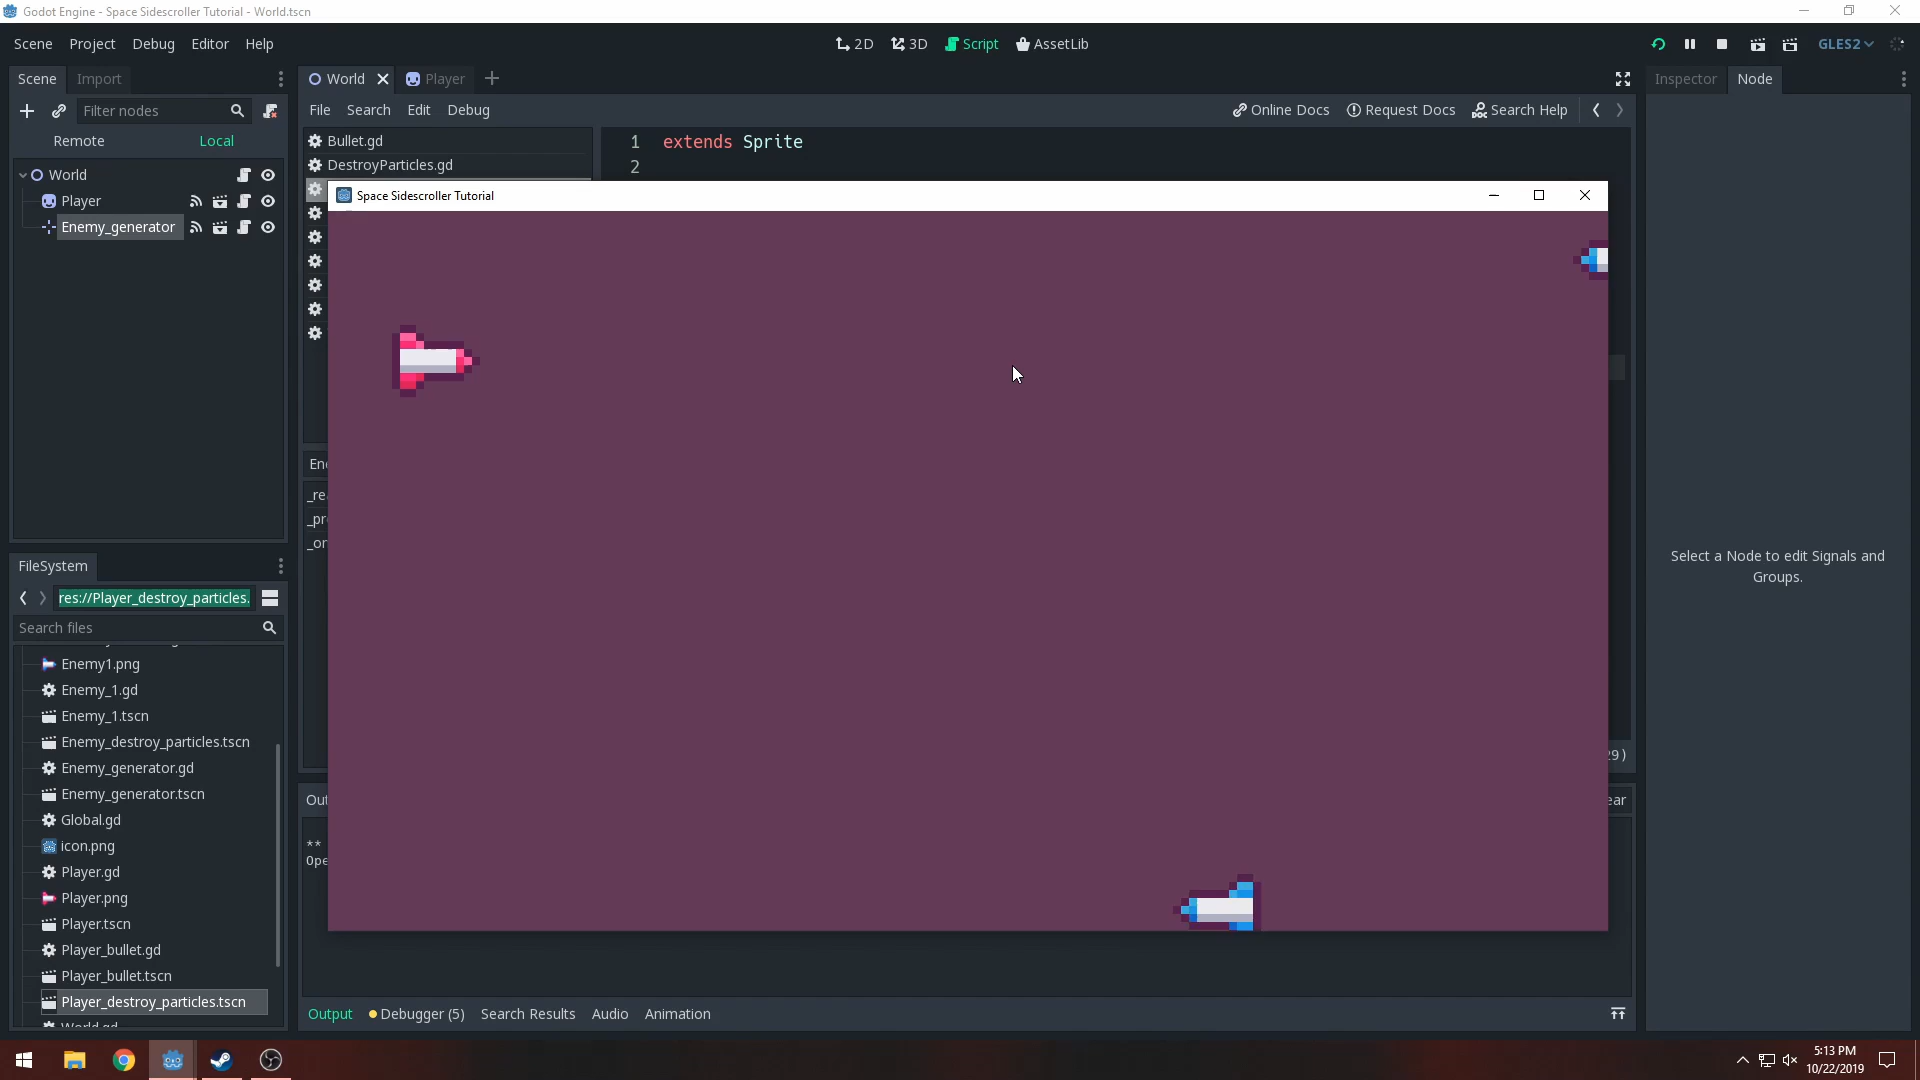 Godot Engine - Space Sidescroller Tutorial - World.tscn
Scene Project Debug Editor Help
2D 3D Script AssetLib
GLES2
Scene Import
World Player
Inspector Node
Filter nodes
File Search Edit Debug
Online Docs Request Docs Search Help
Remote Local
Bullet.gd
DestroyParticles.gd
1 extends Sprite
2
World
Player
Enemy_generator
Space Sidescroller Tutorial
Select a Node to edit Signals and
Groups.
FileSystem
res://Player_destroy_particles.
Search files
Enemy1.png
Enemy_1.gd
Enemy_1.tscn
Enemy_destroy_particles.tscn
Enemy_generator.gd
Enemy_generator.tscn
Global.gd
icon.png
Player.gd
Player.png
Player.tscn
Player_bullet.gd
Player_bullet.tscn
Player_destroy_particles.tscn
World.gd
**
Output Debugger (5) Search Results Audio Animation
5:13 PM
10/22/2019